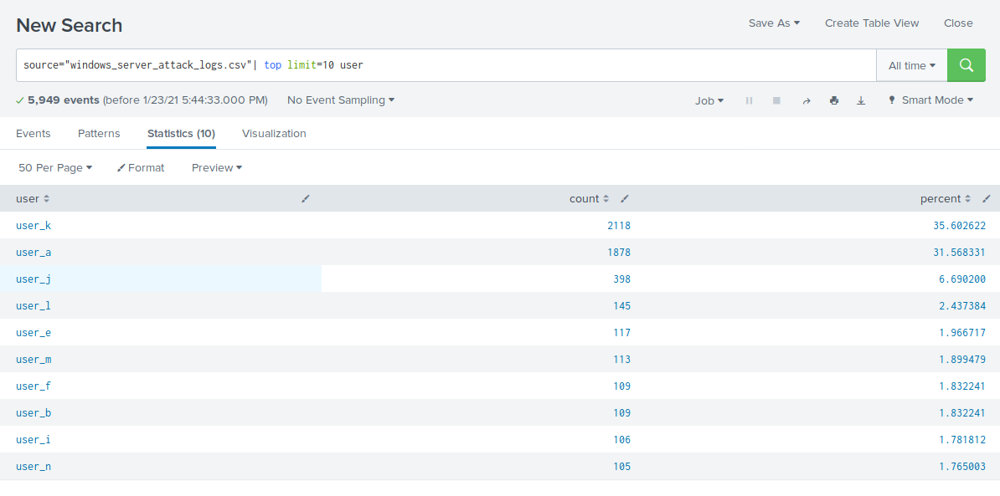 New Search
Save As Create Table View Close
source="windows_server_attack_logs.csv"| top limit=10 user
All time
5,949 events (before 1/23/21 5:44:33.000 PM) No Event Sampling
Job Smart Mode
Events Patterns Statistics (10) Visualization
50 Per Page Format Preview
user count percent
user_k 2118 35.602622
user_a 1878 31.568331
user_j 398 6.690200
user_l 145 2.437384
user_e 117 1.966717
user_m 113 1.899479
user_f 109 1.832241
user_b 109 1.832241
user_i 106 1.781812
user_n 105 1.765003